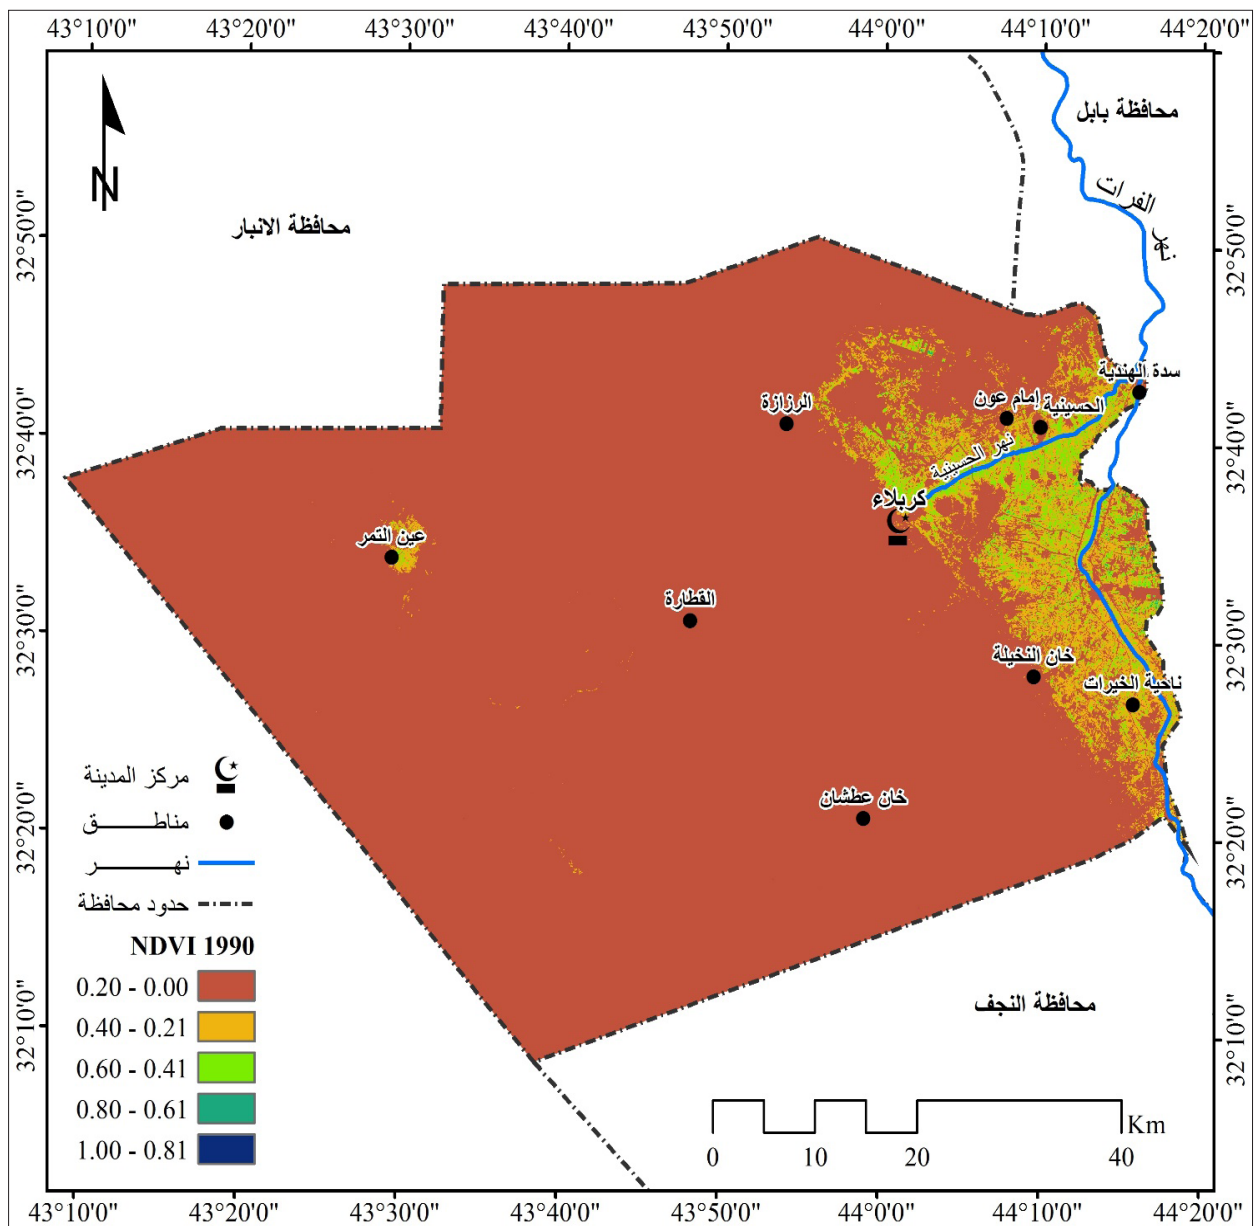 43°10'0" 43°20'0" 43°30'0" 43°40'0" 43°50'0" 44°0'0" 44°10'0" 44°20'0"
محافظة بابل
N
نهر الفرات
محافظة الانبار
32°50'0" 32°50'0"
سدة الهندية
الرزازة
إمام عون
الحسينية
32°40'0" 32°40'0"
نهر الحسينية
كربلاء
عين التمر
القطارة
32°30'0" 32°30'0"
خان النخيلة
ناحية الخيرات
مركز المدينة
خان عطشان
مناطـــــــق
32°20'0" 32°20'0"
نهـــــــــر
حدود محافظة
NDVI 1990
0.20 - 0.00
محافظة النجف
0.40 - 0.21
32°10'0" 32°10'0"
0.60 - 0.41
0.80 - 0.61
Km
1.00 - 0.81
0 10 20 40
43°10'0" 43°20'0" 43°30'0" 43°40'0" 43°50'0" 44°0'0" 44°10'0" 44°20'0"